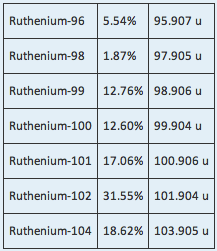 Ruthenium-96 5.54% 95.907 u
Ruthenium-98 1.87% 97.905 u
Ruthenium-99 12.76% 98.906 u
Ruthenium-100 12.60% 99.904 u
Ruthenium-101 17.06% 100.906 u
Ruthenium-102 31.55% 101.904 u
Ruthenium-104 18.62% 103.905 u